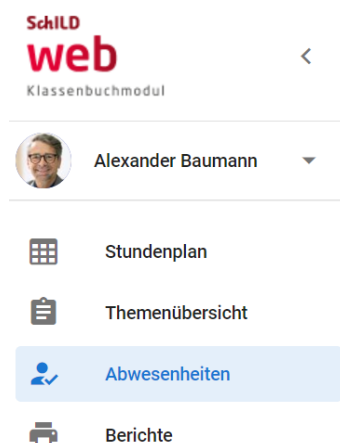 SchILD
web
Klassenbuchmodul
Alexander Baumann
Stundenplan
Themenübersicht
Abwesenheiten
Berichte